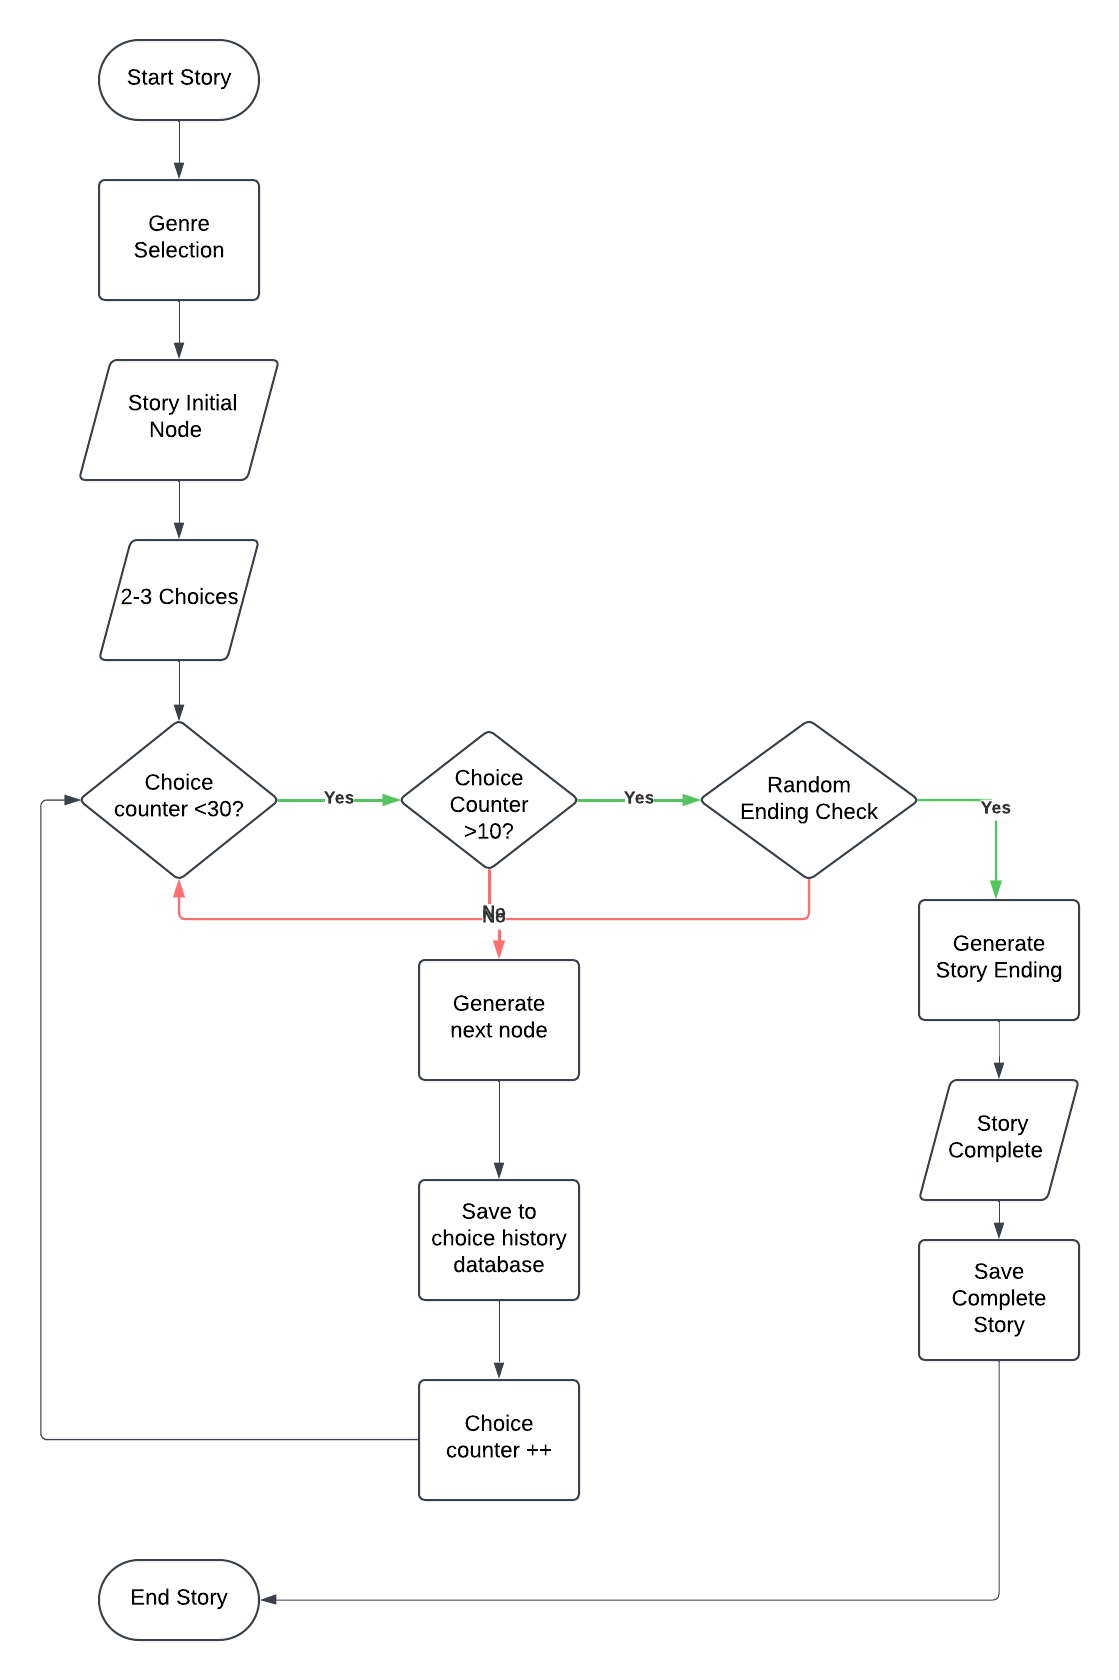 Start Story
Genre
Selection
Story Initial
Node
2-3 Choices
Choice
counter <30?
Yes
Choice
Counter
>10?
Yes
Random
Ending Check
Yes
No
No
Generate
next node
Save to
choice history
database
Choice
counter ++
Generate
Story Ending
Story
Complete
Save
Complete
Story
End Story